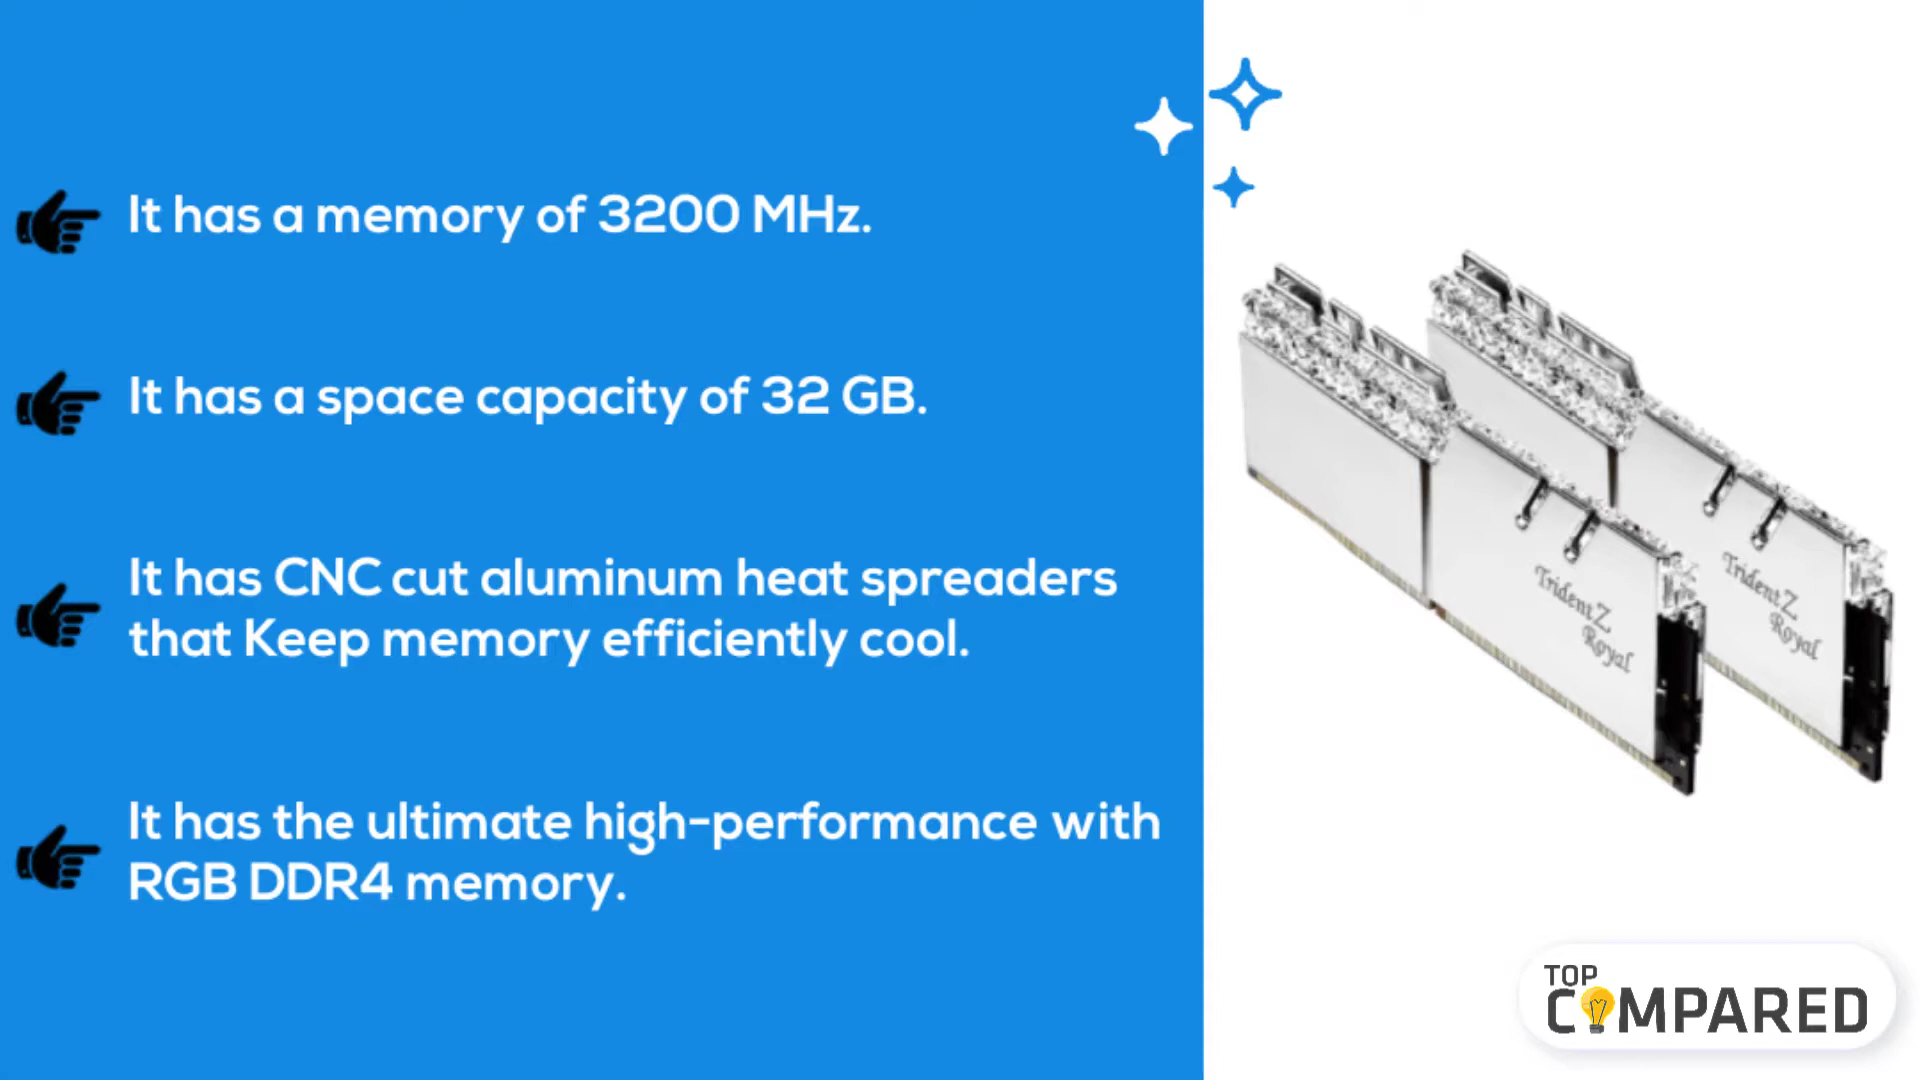 It has a memory of 3200 MHz.
It has a space capacity of 32 GB.
It has CNC cut aluminum heat spreaders
that Keep memory efficiently cool.
It has the ultimate high-performance with
RGB DDR4 memory.
Trident Z
Royal
Trident Z
Royal
TOP
COMPARED